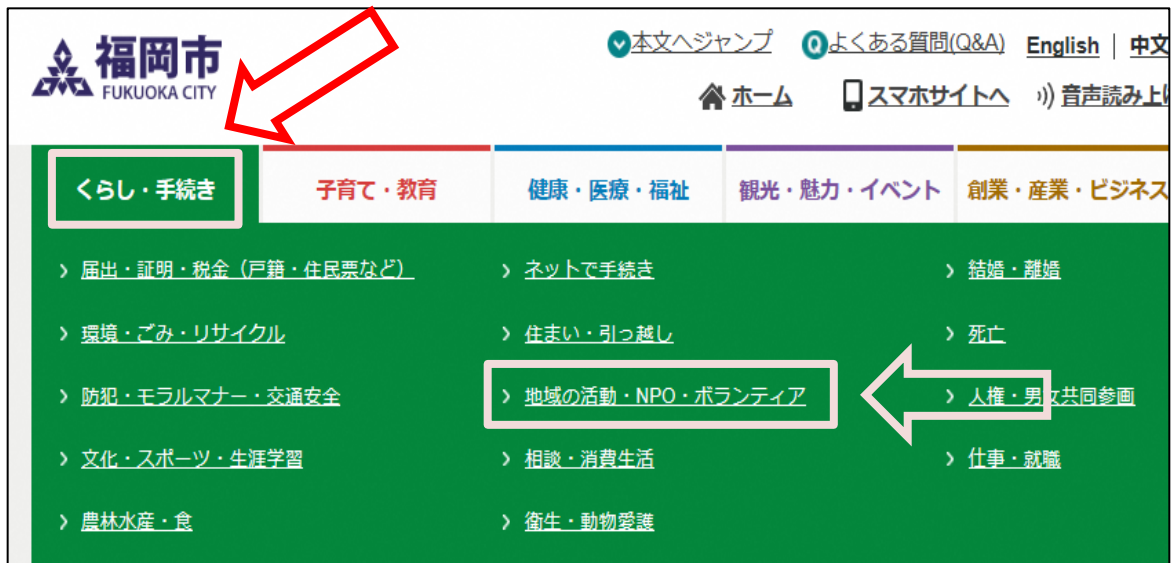 福岡市
FUKUOKA CITY
本文へジャンプ Q よくある質問(Q&A) English | 中文
ホーム スマホサイトへ 音声読み上
くらし・手続き 子育て・教育 健康・医療・福祉 観光・魅力・イベント 創業・産業・ビジネス
届出・証明・税金（戸籍・住民票など） ネットで手続き 結婚・離婚
環境・ごみ・リサイクル 住まい・引っ越し 死亡
防犯・モラルマナー・交通安全 地域の活動・NPO・ボランティア 人権・男女共同参画
文化・スポーツ・生涯学習 相談・消費生活 仕事・就職
農林水産・食 衛生・動物愛護